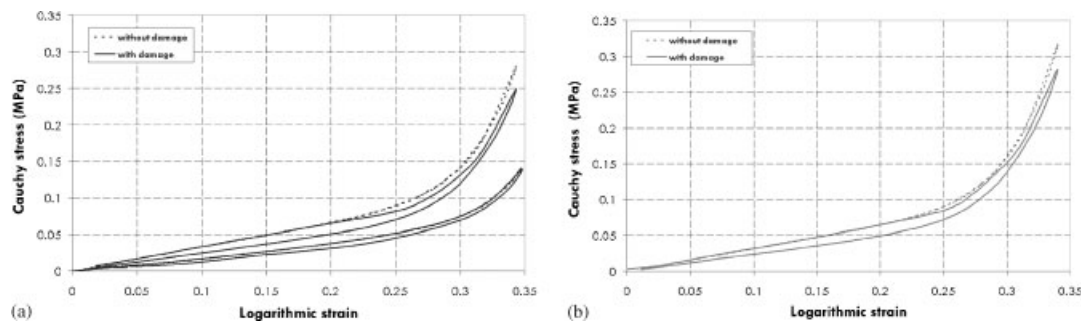 0.35
0.3
0.25
0.2
0.15
0.1
0.05
0
Cauchy stress (MPa)
without damage
with damage
0 0.05 0.1 0.15 0.2 0.25 0.3 0.35
(a) Logarithmic strain
0.35
0.3
0.25
0.2
0.15
0.1
0.05
0
Cauchy stress (MPa)
without damage
with damage
0 0.05 0.1 0.15 0.2 0.25 0.3 0.35
(b) Logarithmic strain